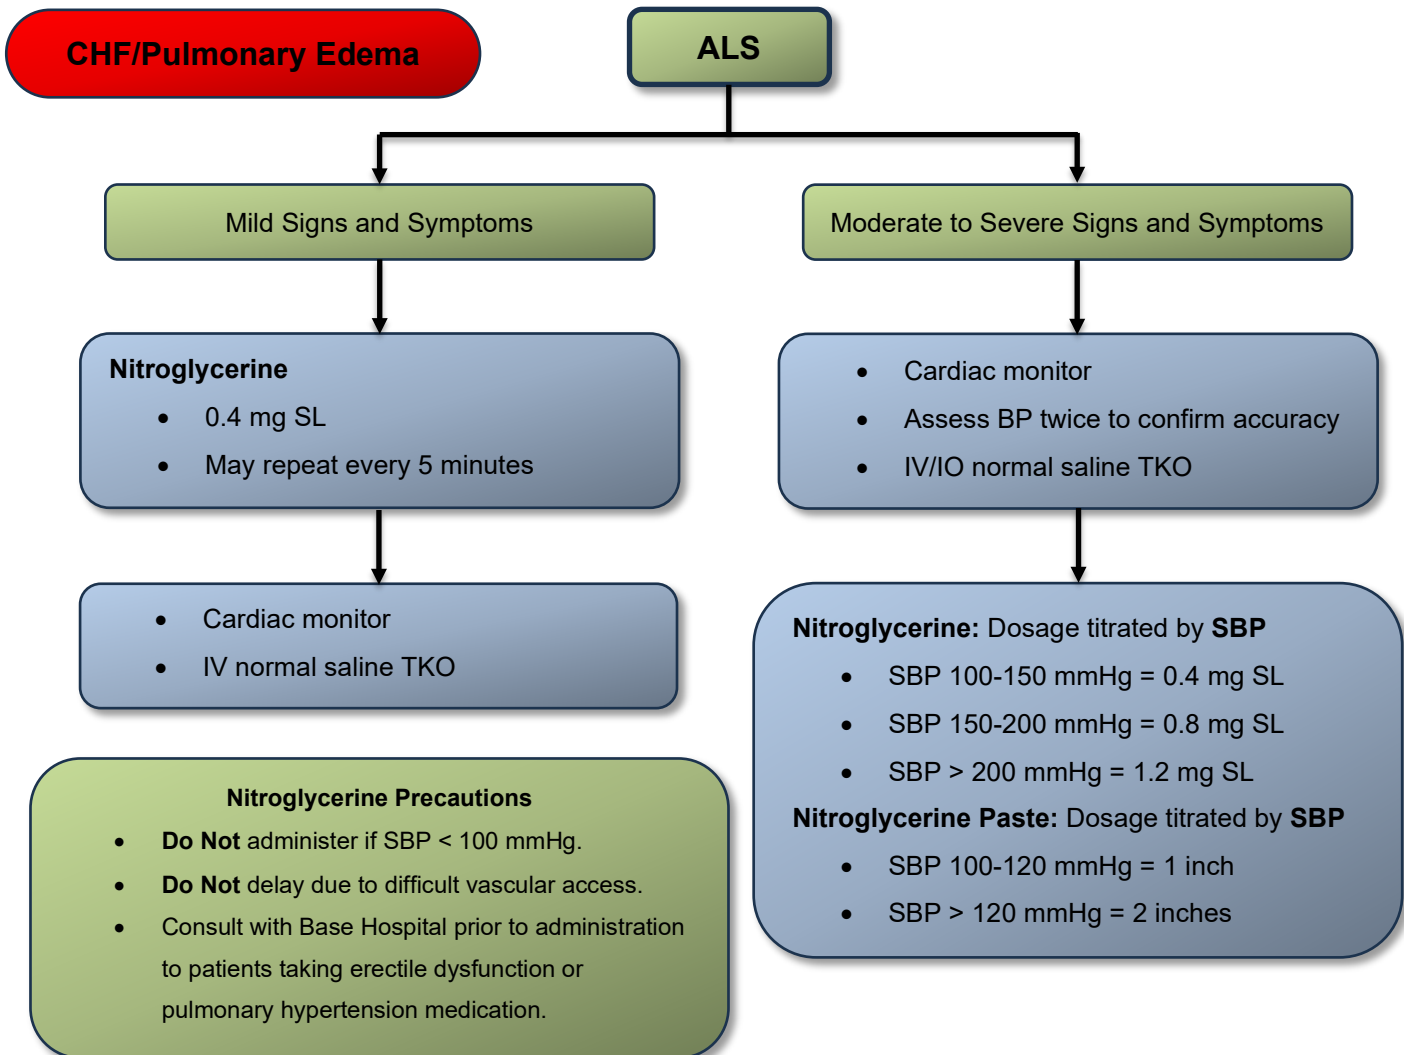 CHF/Pulmonary Edema
ALS
Mild Signs and Symptoms
Nitroglycerine
• 0.4 mg SL
• May repeat every 5 minutes
• Cardiac monitor
• IV normal saline TKO
Nitroglycerine Precautions
• Do Not administer if SBP < 100 mmHg.
• Do Not delay due to difficult vascular access.
• Consult with Base Hospital prior to administration
to patients taking erectile dysfunction or
pulmonary hypertension medication.
Moderate to Severe Signs and Symptoms
• Cardiac monitor
• Assess BP twice to confirm accuracy
• IV/IO normal saline TKO
Nitroglycerine: Dosage titrated by SBP
• SBP 100-150 mmHg = 0.4 mg SL
• SBP 150-200 mmHg = 0.8 mg SL
• SBP > 200 mmHg = 1.2 mg SL
Nitroglycerine Paste: Dosage titrated by SBP
• SBP 100-120 mmHg = 1 inch
• SBP > 120 mmHg = 2 inches